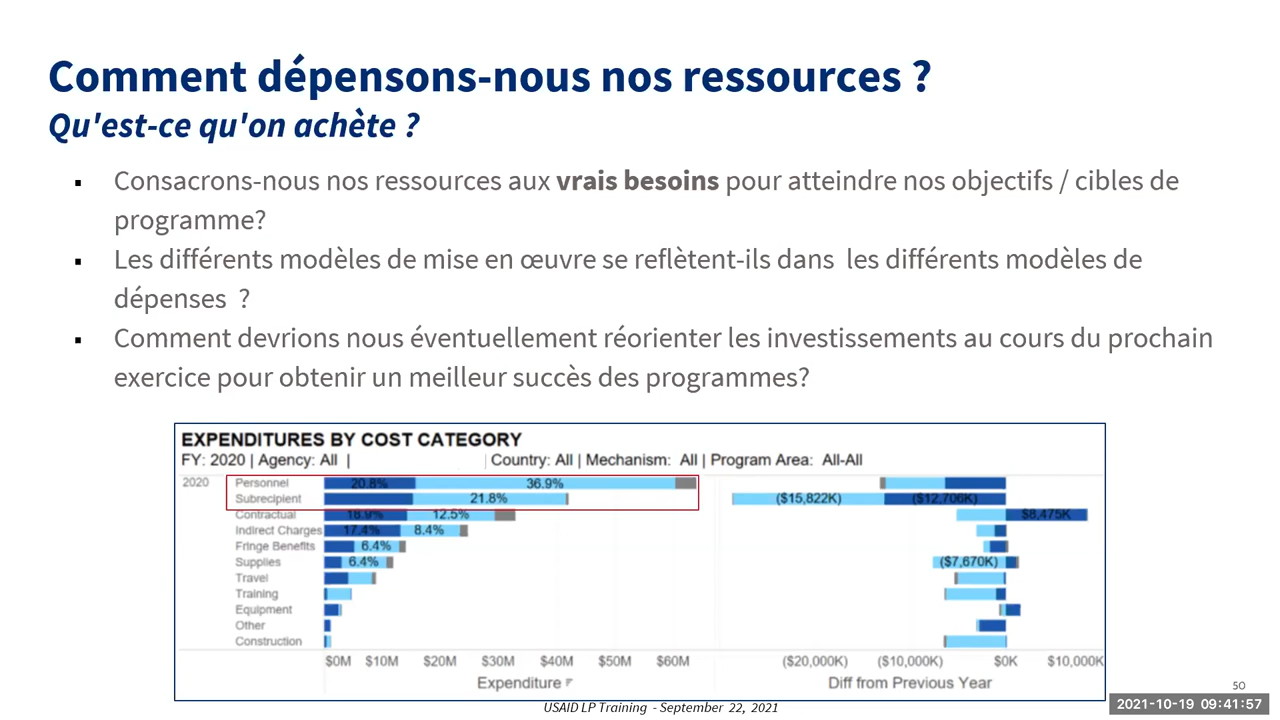 Comment dépensons-nous nos ressources ?
Qu'est-ce qu'on achète ?
▪ Consacrons-nous nos ressources aux vrais besoins pour atteindre nos objectifs / cibles de
programme?
▪ Les différents modèles de mise en œuvre se reflètent-ils dans les différents modèles de
dépenses ?
▪ Comment devrions nous éventuellement réorienter les investissements au cours du prochain
exercice pour obtenir un meilleur succès des programmes?
EXPENDITURES BY COST CATEGORY
FY: 2020 | Agency: All | | Country: All | Mechanism: All | Program Area: All-All
2020 Personnel 20.8% 36.9%
Subrecipient 21.8% ($15,822K) ($12,706K)
Contractual 18.9% 12.5% $8,475K
Indirect Charges 17.4% 8.4%
Fringe Benefits 6.4%
Supplies 6.4% ($7,670K)
Travel
Training
Equipment
Other
Construction
$0M $10M $20M $30M $40M $50M $60M ($20,000K) ($10,000K) $0K $10,000K
Expenditure Diff from Previous Year
50
USAID LP Training - September 22, 2021
2021-10-19 09:41:57